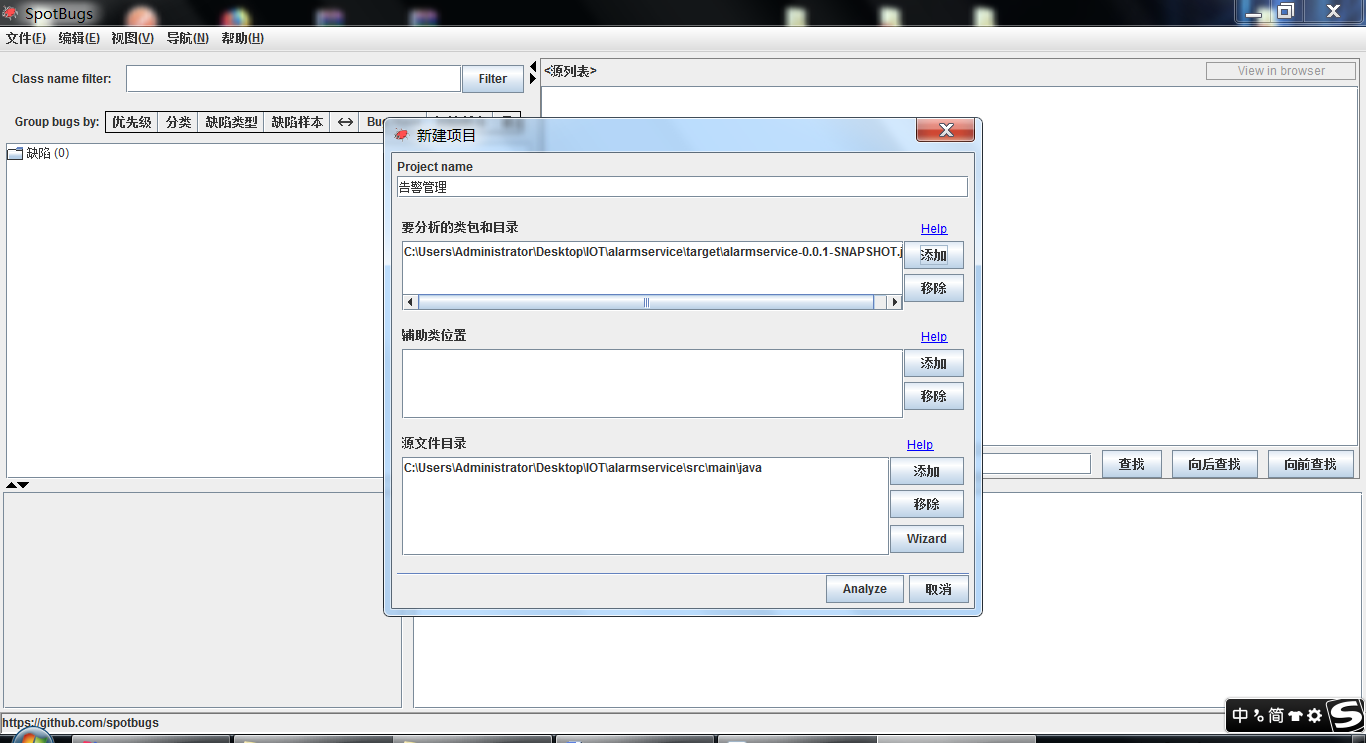 SpotBugs
文件(F) 编辑(E) 视图(V) 导航(N) 帮助(H)
Class name filter:
Filter
<源列表>
View in browser
Group bugs by: 优先级 分类 缺陷类型 缺陷样本
缺陷 (0)
新建项目
Project name
告警管理
要分析的类包和目录
Help
C:\Users\Administrator\Desktop\IOT\alarmservice\target\alarmservice-0.0.1-SNAPSHOT.j
添加
移除
辅助类位置
Help
添加
移除
源文件目录
Help
C:\Users\Administrator\Desktop\IOT\alarmservice\src\main\java
添加
移除
Wizard
Analyze 取消
查找 向后查找 向前查找
https://github.com/spotbugs
中 简